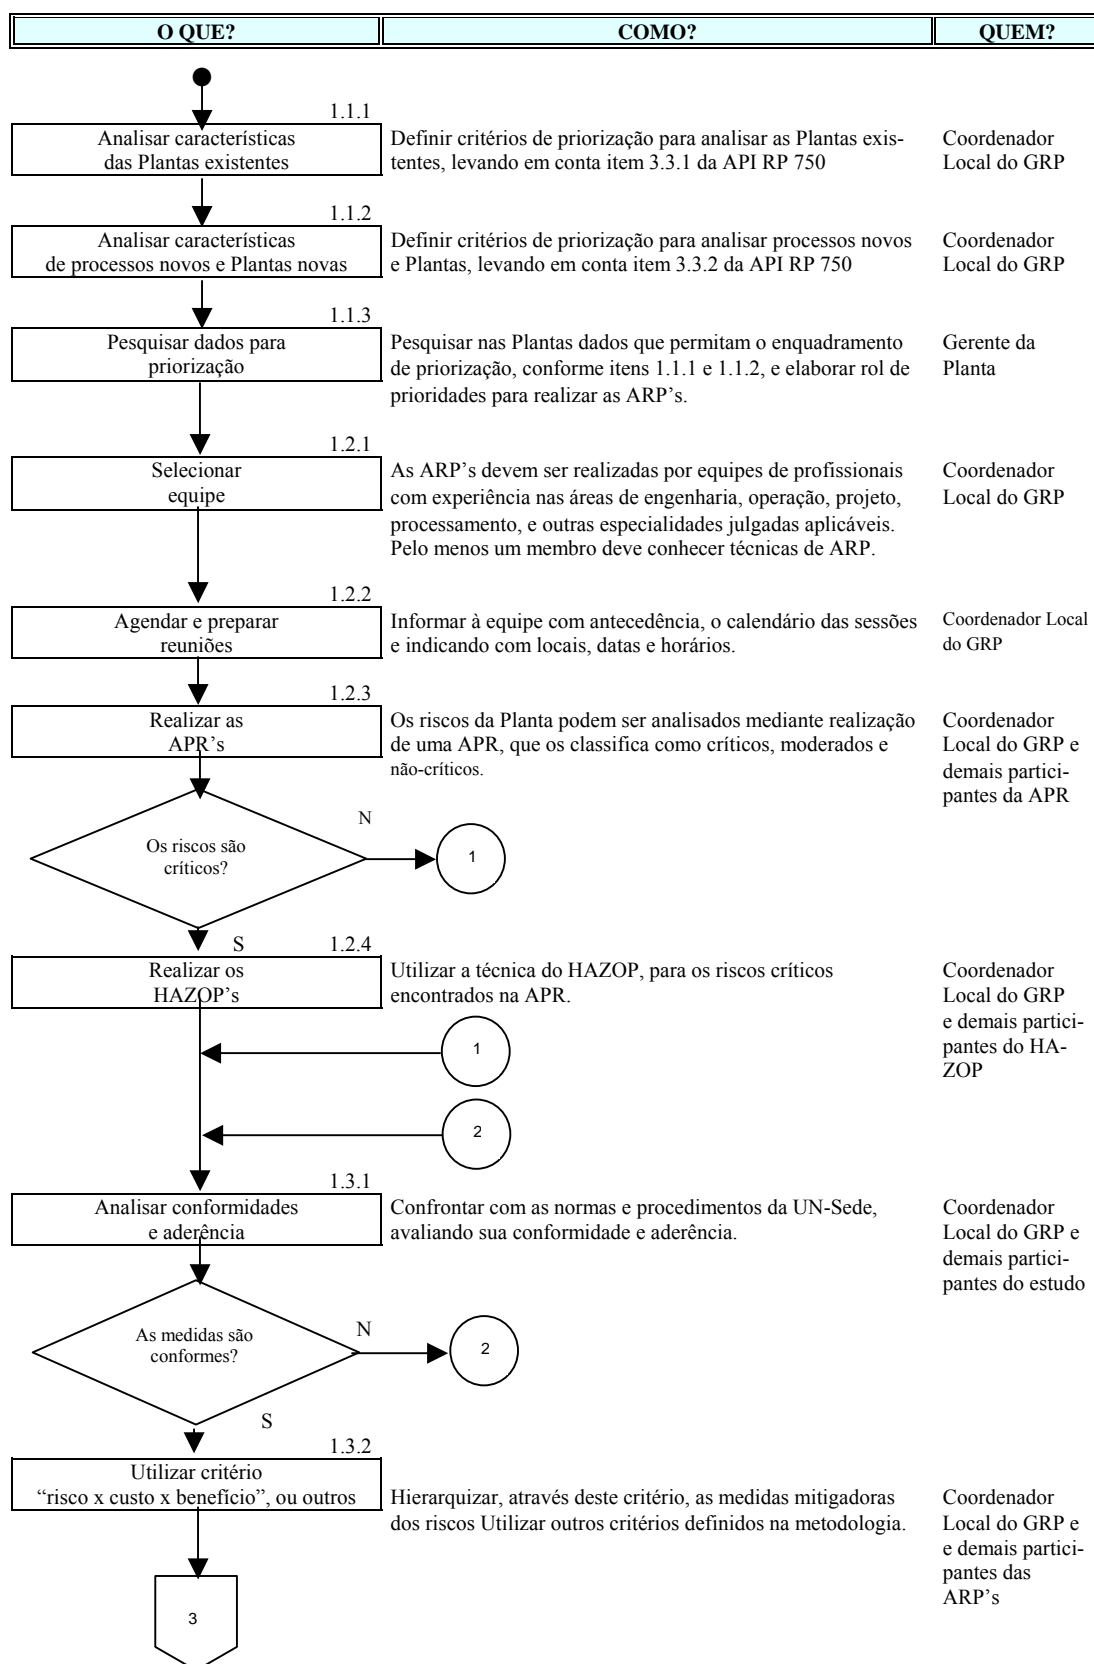 O QUE? COMO? QUEM?
1.1.1
Analisar características
das Plantas existentes
Definir critérios de priorização para analisar as Plantas exis-
tentes, levando em conta item 3.3.1 da API RP 750
Coordenador
Local do GRP
1.1.2
Analisar características
de processos novos e Plantas novas
Definir critérios de priorização para analisar processos novos
e Plantas, levando em conta item 3.3.2 da API RP 750
Coordenador
Local do GRP
1.1.3
Pesquisar dados para
priorização
Pesquisar nas Plantas dados que permitam o enquadramento
de priorização, conforme itens 1.1.1 e 1.1.2, e elaborar rol de
prioridades para realizar as ARP’s.
Gerente da
Planta
1.2.1
Selecionar
equipe
As ARP’s devem ser realizadas por equipes de profissionais
com experiência nas áreas de engenharia, operação, projeto,
processamento, e outras especialidades julgadas aplicáveis.
Pelo menos um membro deve conhecer técnicas de ARP.
Coordenador
Local do GRP
1.2.2
Agendar e preparar
reuniões
Informar à equipe com antecedência, o calendário das sessões
e indicando com locais, datas e horários.
Coordenador Local
do GRP
1.2.3
Realizar as
APR’s
Os riscos da Planta podem ser analisados mediante realização
de uma APR, que os classifica como críticos, moderados e
não-críticos.
Coordenador
Local do GRP e
demais partici-
pantes da APR
Os riscos são
críticos?
N
1
S
1.2.4
Realizar os
HAZOP’s
Utilizar a técnica do HAZOP, para os riscos críticos
encontrados na APR.
Coordenador
Local do GRP
e demais partici-
pantes do HA-
ZOP
1
2
1.3.1
Analisar conformidades
e aderência
Confrontar com as normas e procedimentos da UN-Sede,
avaliando sua conformidade e aderência.
Coordenador
Local do GRP e
demais partici-
pantes do estudo
As medidas são
conformes?
N
2
S
1.3.2
Utilizar critério
“risco x custo x benefício”, ou outros
Hierarquizar, através deste critério, as medidas mitigadoras
dos riscos Utilizar outros critérios definidos na metodologia.
Coordenador
Local do GRP e
e demais partici-
pantes das
ARP’s
3